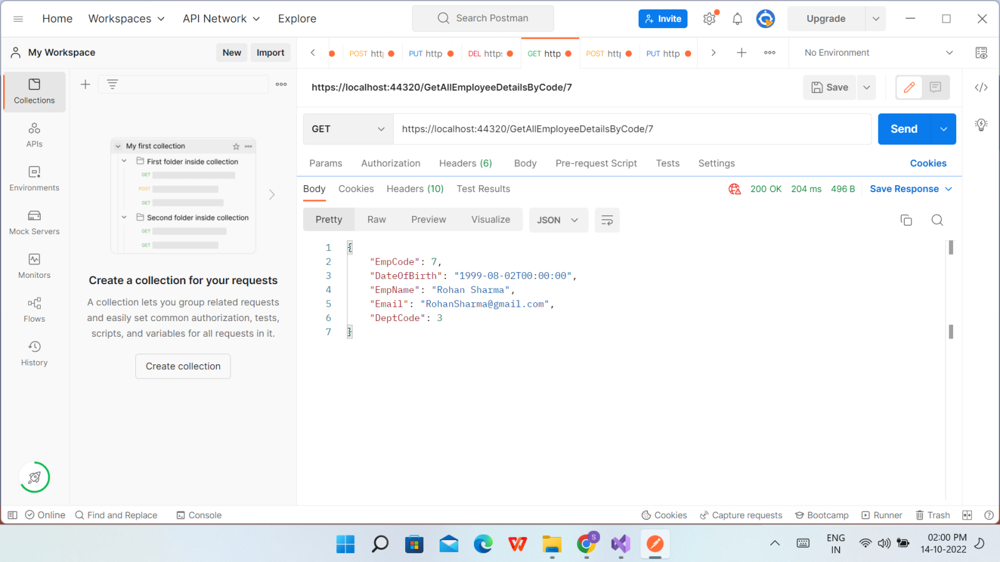 Home Workspaces API Network Explore Search Postman Invite Upgrade
My Workspace New Import POST htt PUT http DEL https GET http POST htt PUT http No Environment
https://localhost:44320/GetAllEmployeeDetailsByCode/7 Save
GET https://localhost:44320/GetAllEmployeeDetailsByCode/7 Send
Params Authorization Headers (6) Body Pre-request Script Tests Settings Cookies
Body Cookies Headers (10) Test Results 200 OK 204 ms 496 B Save Response
Pretty Raw Preview Visualize JSON
1 {
2 "EmpCode": 7,
3 "DateOfBirth": "1999-08-02T00:00:00",
4 "EmpName": "Rohan Sharma",
5 "Email": "RohanSharma@gmail.com",
6 "DeptCode": 3
7 }
Collections
APIs
Environments
Mock Servers
Monitors
Flows
History
My first collection
First folder inside collection
GET
POST
GET
Second folder inside collection
GET
GET
Create a collection for your requests
A collection lets you group related requests
and easily set common authorization, tests,
scripts, and variables for all requests in it.
Create collection
Online Find and Replace Console Cookies Capture requests Bootcamp Runner Trash
S
ENG
IN
02:00 PM
14-10-2022